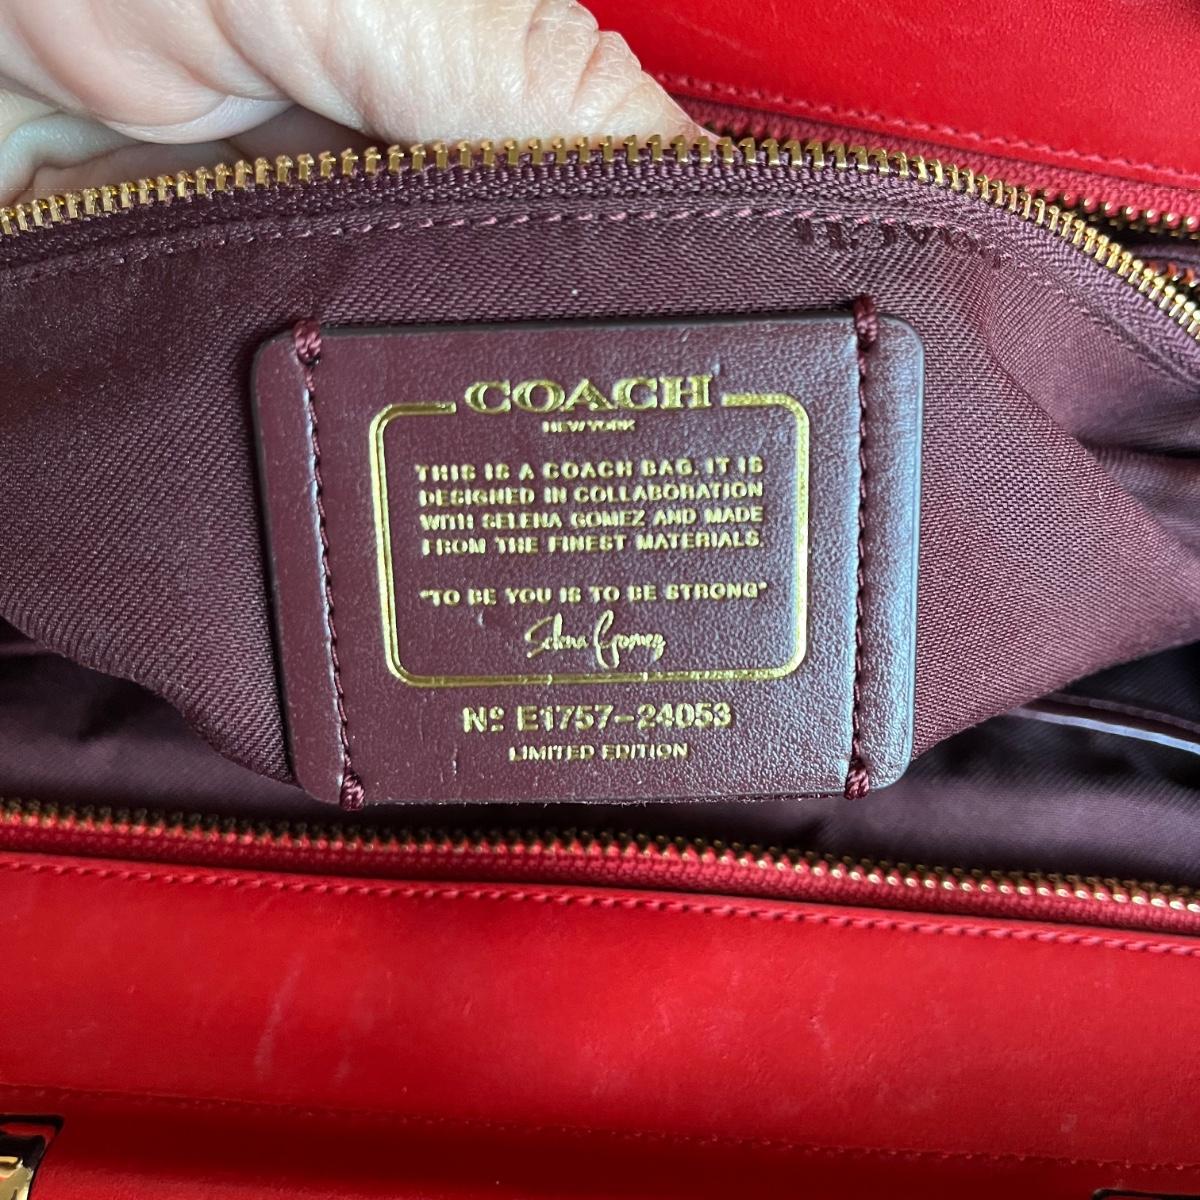 COACH
NEW YORK
THIS IS A COACH BAG. IT IS
DESIGNED IN COLLABORATION
WITH SELENA GOMEZ AND MADE
FROM THE FINEST MATERIALS.
"TO BE YOU IS TO BE STRONG"
Selena Gomez
Nº E1757-24053
LIMITED EDITION